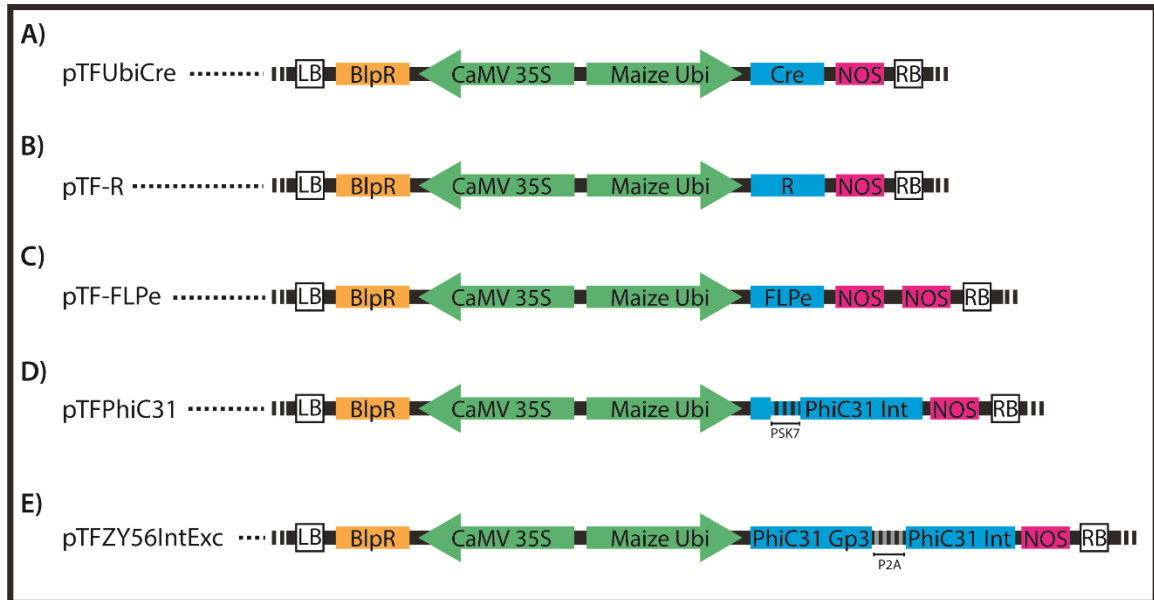 A)
pTFUbiCre LB BlpR CaMV 35S Maize Ubi Cre NOS RB
B)
pTF-R LB BlpR CaMV 35S Maize Ubi R NOS RB
C)
pTF-FLPe LB BlpR CaMV 35S Maize Ubi FLPe NOS NOS RB
D)
pTFPhiC31 LB BlpR CaMV 35S Maize Ubi PhiC31 Int NOS RB
PSK7
E)
pTFZY56IntExc LB BlpR CaMV 35S Maize Ubi PhiC31 Gp3 PhiC31 Int NOS RB
P2A